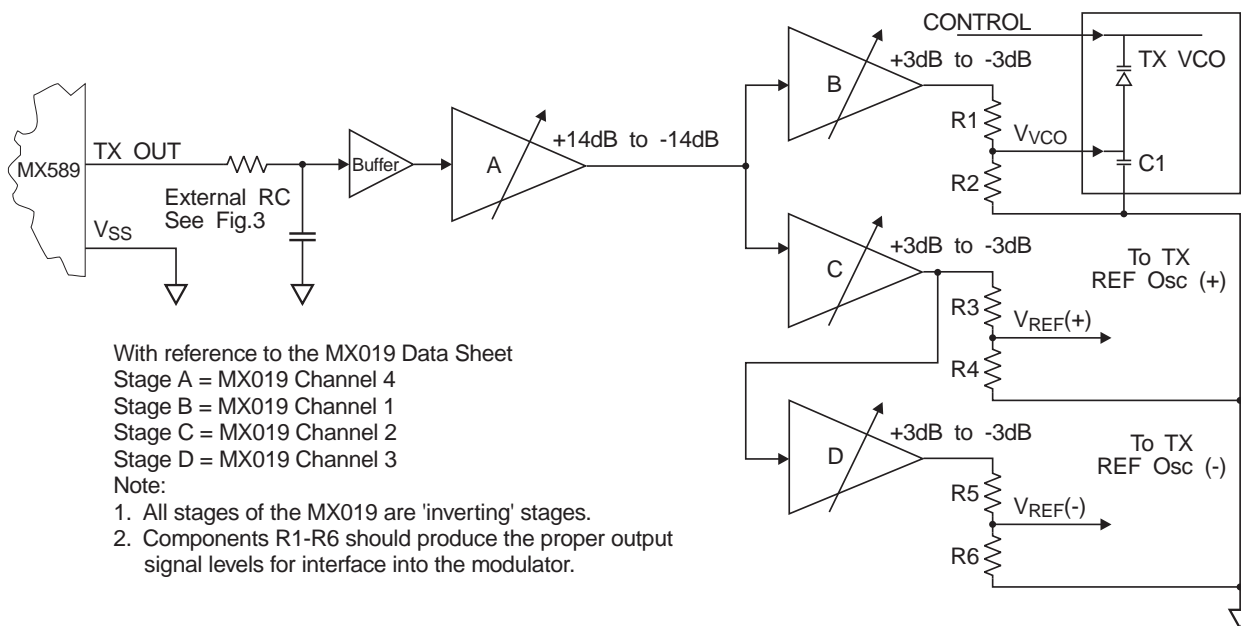 CONTROL
+3dB to -3dB
TX VCO
B
R1
+14dB to -14dB
TX OUT
VVCO
MX589
Buffer
A
C1
R2
External RC
See Fig.3
VSS
+3dB to -3dB
To TX
REF Osc (+)
C
R3
VREF(+)
R4
With reference to the MX019 Data Sheet
Stage A = MX019 Channel 4
Stage B = MX019 Channel 1
Stage C = MX019 Channel 2
Stage D = MX019 Channel 3
Note:
1. All stages of the MX019 are 'inverting' stages.
2. Components R1-R6 should produce the proper output
signal levels for interface into the modulator.
+3dB to -3dB
To TX
REF Osc (-)
D
R5
VREF(-)
R6